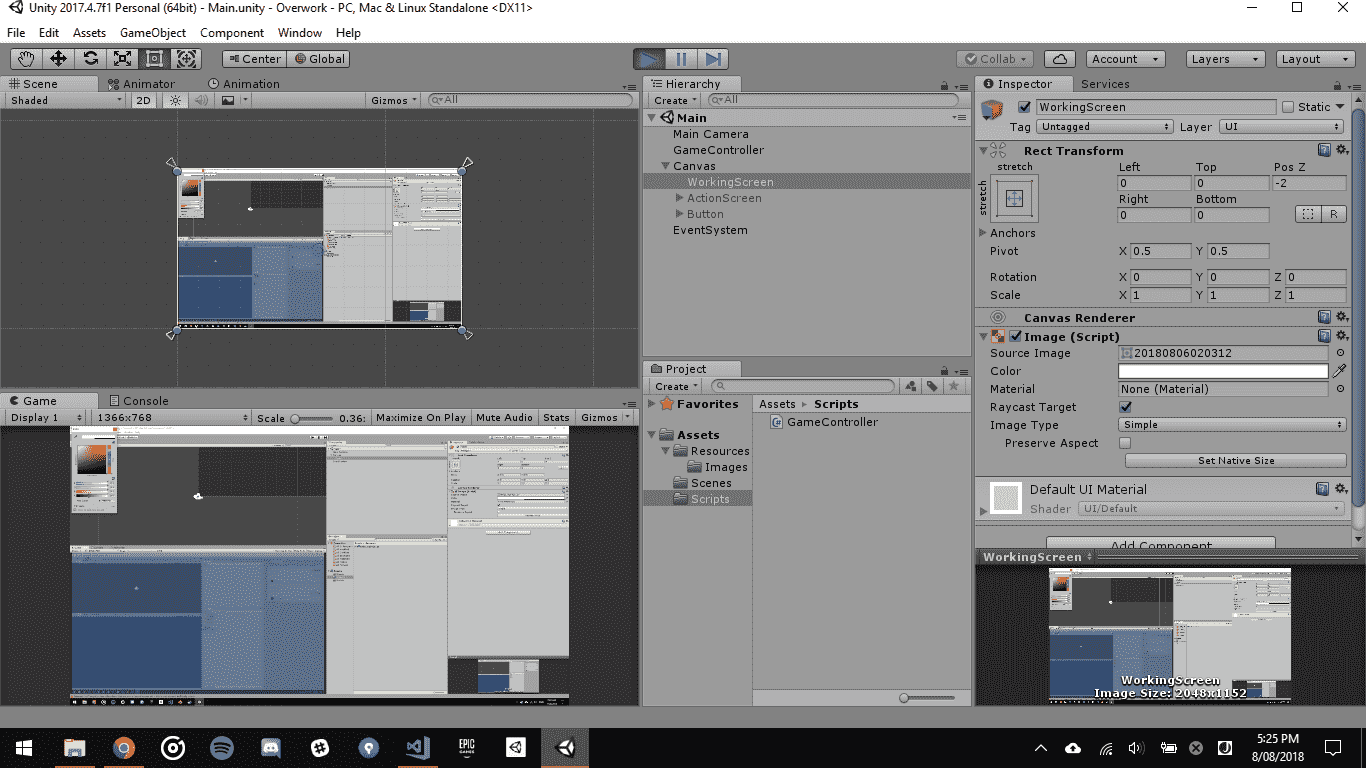 Unity 2017.4.7f1 Personal (64bit) - Main.unity - Overwork - PC, Mac & Linux Standalone <DX11>
File Edit Assets GameObject Component Window Help
Center Global Collab Account Layers Layout
Scene Animator Animation
Shaded 2D Gizmos All
Hierarchy
Create All
Main
Main Camera
GameController
Canvas
WorkingScreen
ActionScreen
Button
EventSystem
Inspector Services
WorkingScreen Static
Tag Untagged Layer UI
Rect Transform
stretch
stretch
Left Top Pos Z
0 0 -2
Right Bottom
0 0 R
Anchors
Pivot X 0.5 Y 0.5
Rotation X 0 Y 0 Z 0
Scale X 1 Y 1 Z 1
Canvas Renderer
Image (Script)
Source Image 20180806020312
Color
Material None (Material)
Raycast Target
Image Type Simple
Preserve Aspect
Set Native Size
Default UI Material
Shader UI/Default
Add Component
WorkingScreen
WorkingScreen
Image Size: 2048x1152
Game Console
Display 1 1366x768 Scale 0.36: Maximize On Play Mute Audio Stats Gizmos
Project
Create
Favorites
Assets
Resources
Images
Scenes
Scripts
Assets Scripts
GameController
EPIC
GAMES
5:25 PM
8/08/2018